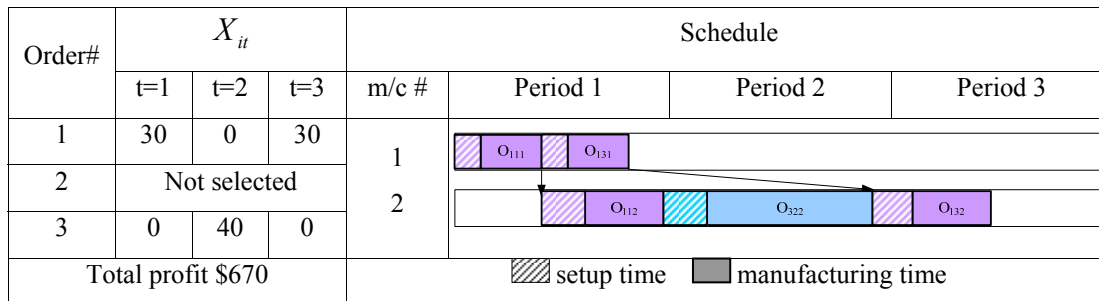 Order# X_it Schedule
t=1 t=2 t=3 m/c # Period 1 Period 2 Period 3
1 30 0 30 1 O₁₁₁ O₁₃₁
2 Not selected
3 0 40 0 2 O₁₁₂ O₃₂₂ O₁₃₂
Total profit $670 setup time manufacturing time